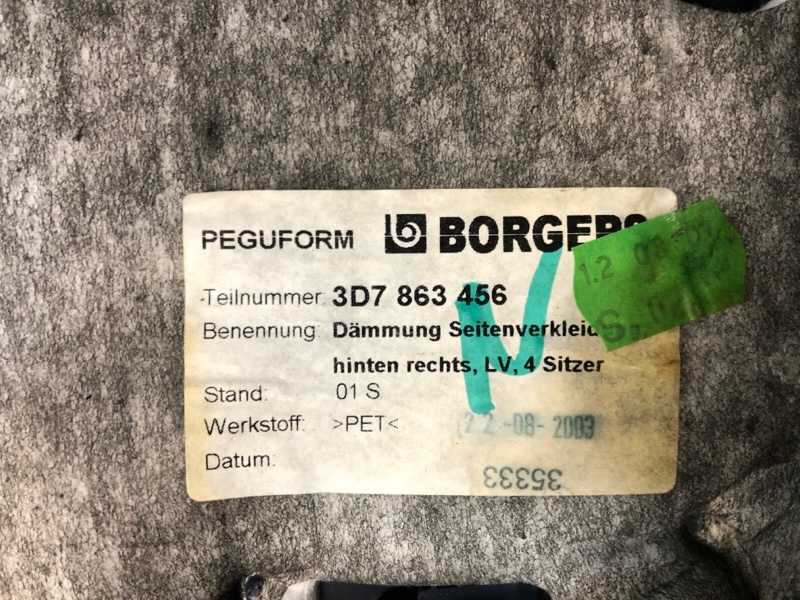 PEGUFORM BORGERS
Teilnummer: 3D7 863 456
Benennung: Dämmung Seitenverkleid
hinten rechts, LV, 4 Sitzer
Stand: 01 S
Werkstoff: >PET<
22-08-2003
Datum:
35333